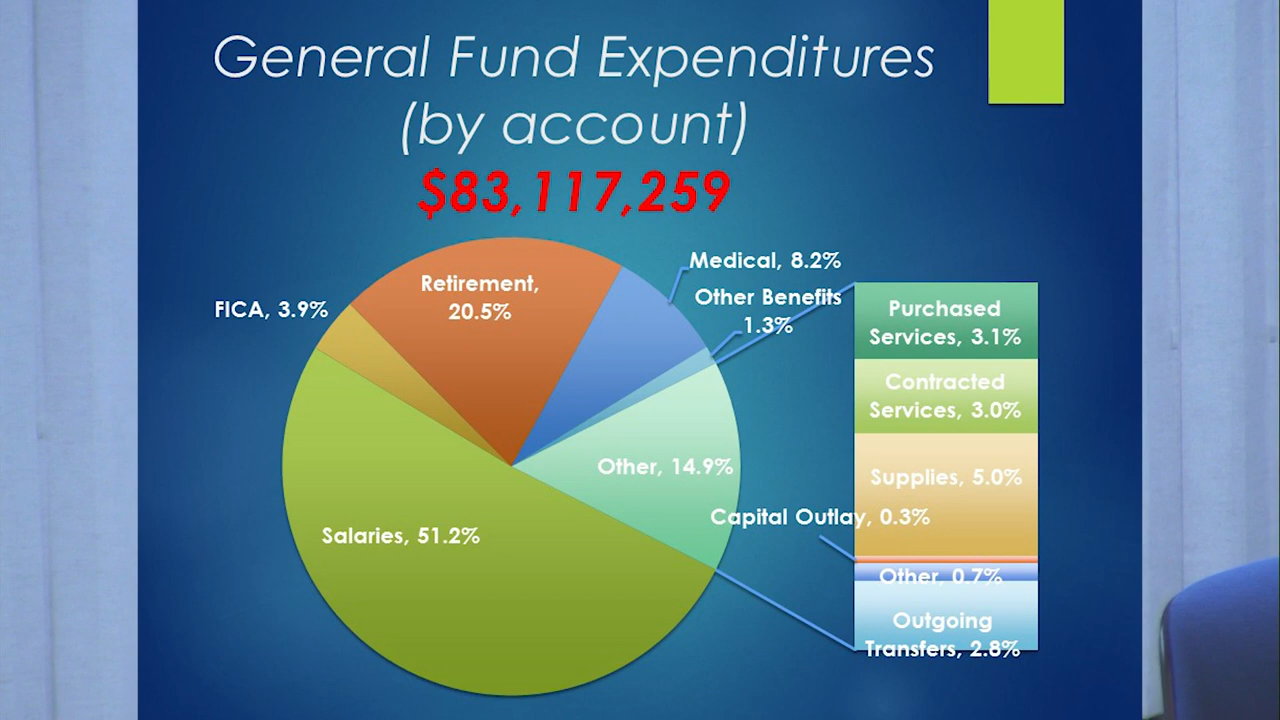 General Fund Expenditures
(by account)
$83,117,259
Medical, 8.2%
Retirement,
20.5%
Other Benefits
1.3%
FICA, 3.9%
Purchased
Services, 3.1%
Contracted
Services, 3.0%
Other, 14.9%
Supplies, 5.0%
Capital Outlay, 0.3%
Salaries, 51.2%
Other, 0.7%
Outgoing
Transfers, 2.8%